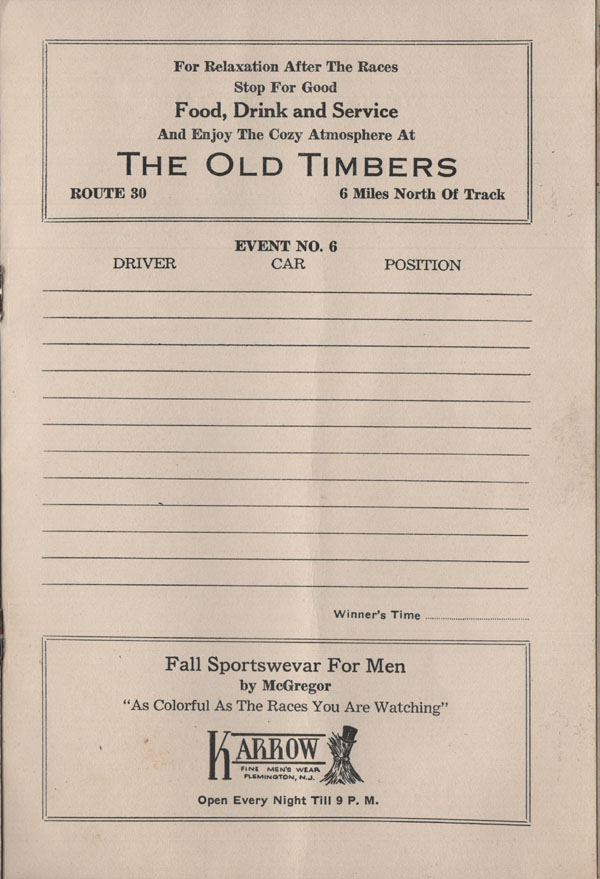 For Relaxation After The Races
Stop For Good
Food, Drink and Service
And Enjoy The Cozy Atmosphere At
THE OLD TIMBERS
ROUTE 30 6 Miles North Of Track
EVENT NO. 6
DRIVER CAR POSITION
Winner's Time
Fall Sportswevar For Men
by McGregor
"As Colorful As The Races You Are Watching"
KARROW
FINE MEN'S WEAR
FLEMINGTON, N.J.
Open Every Night Till 9 P. M.